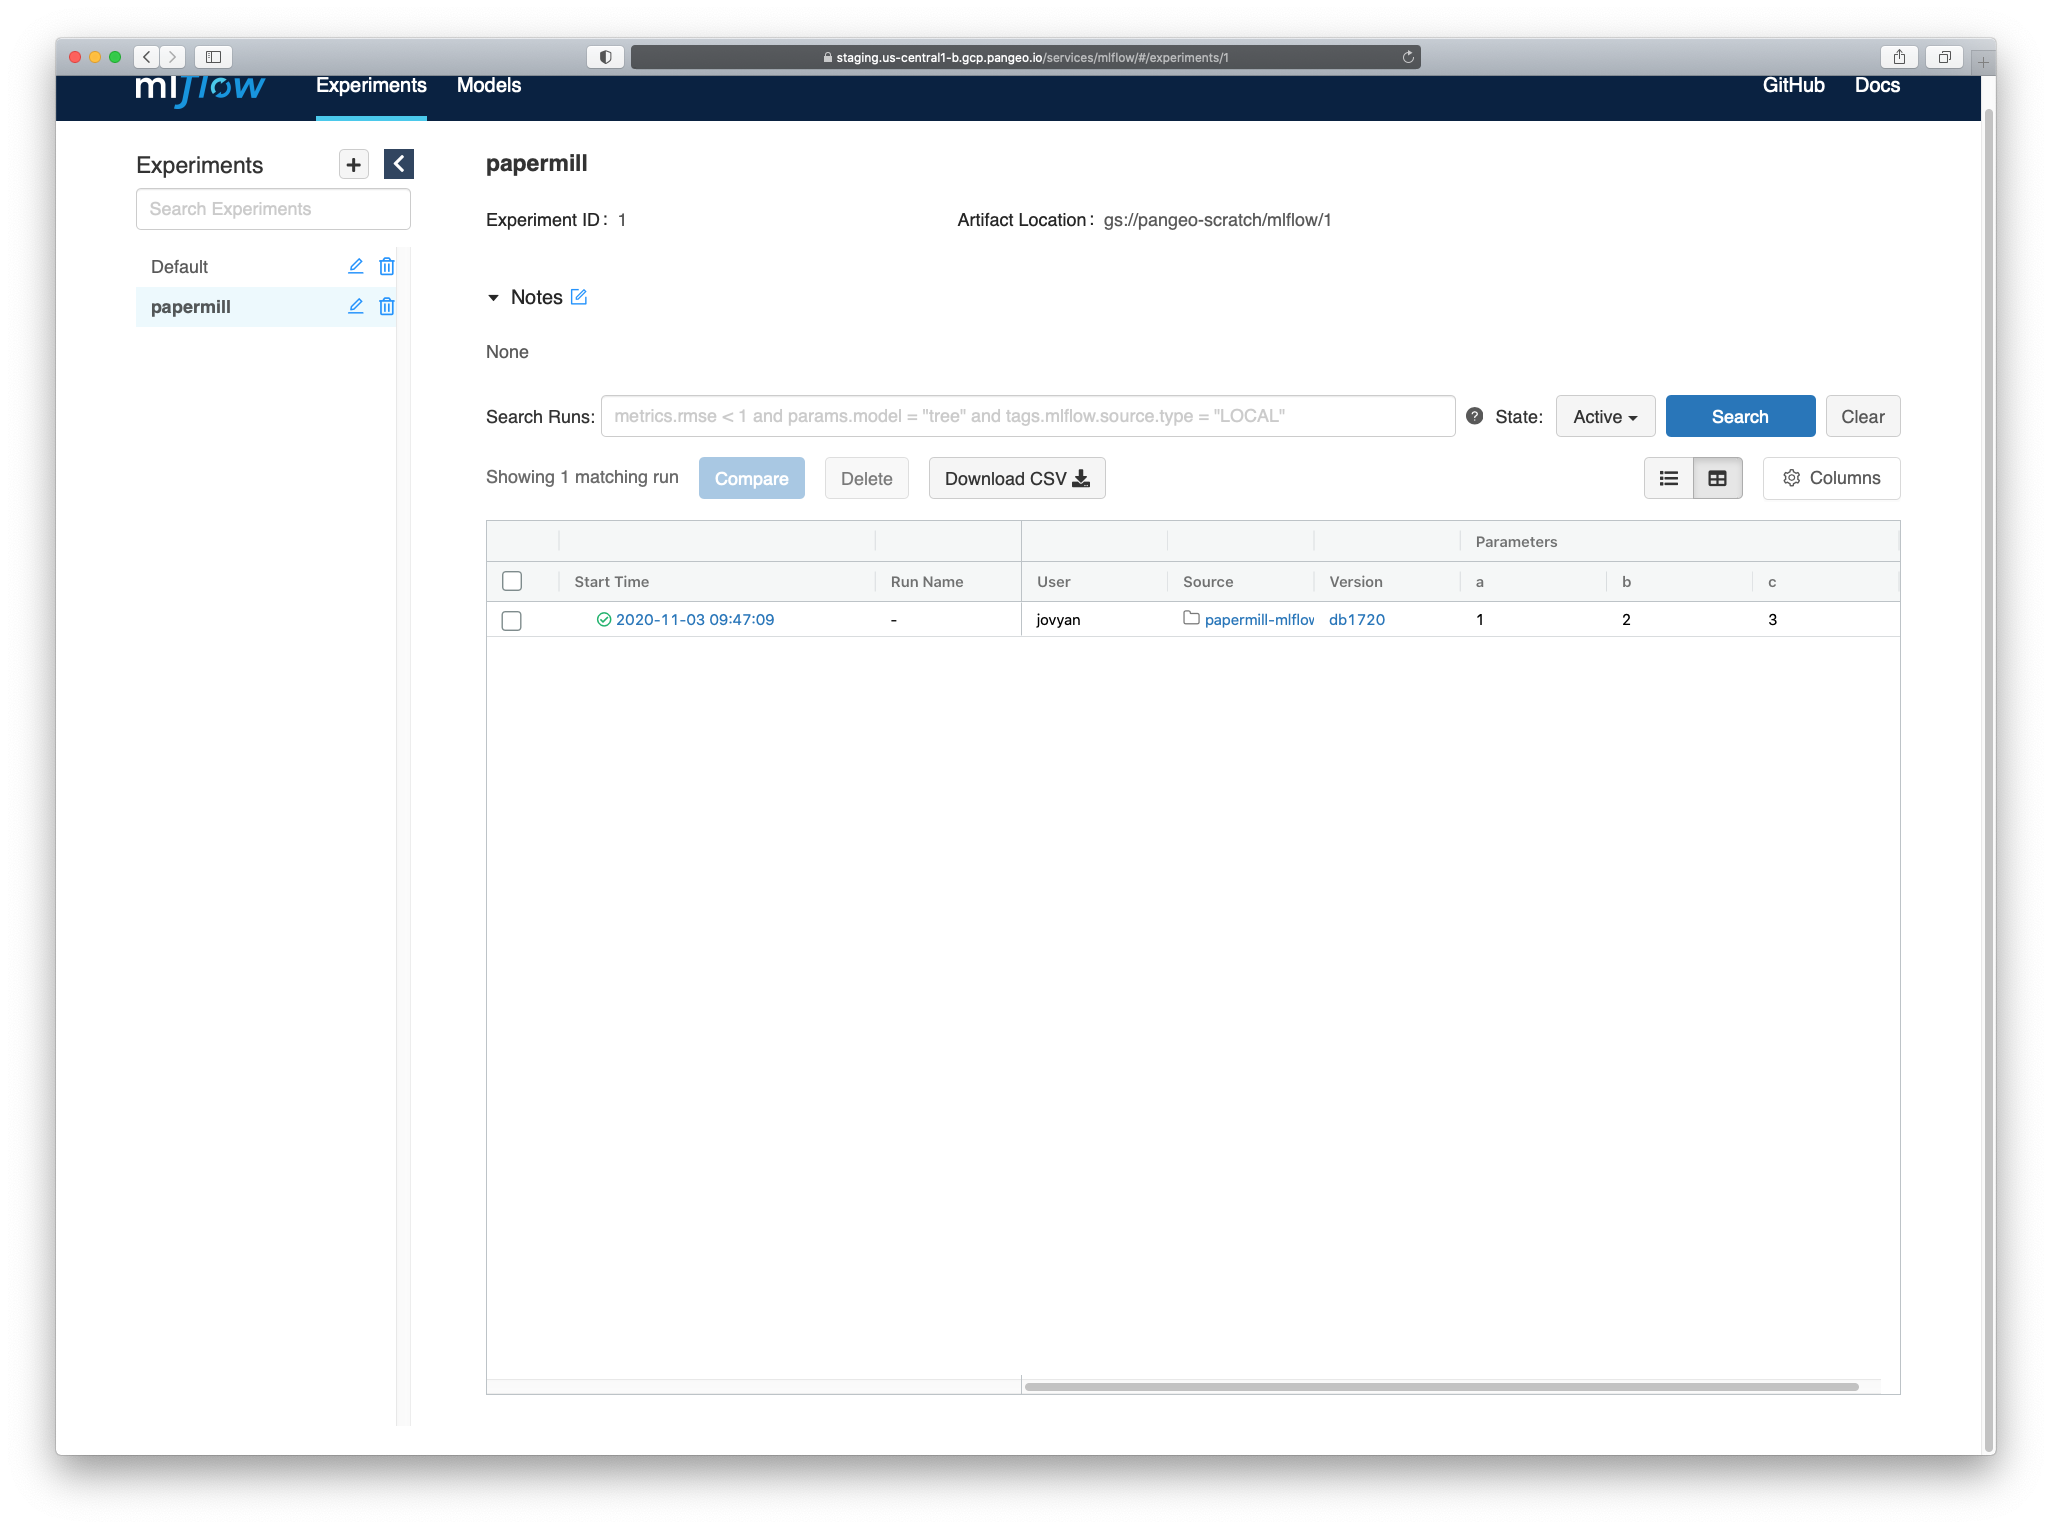 staging.us-central1-b.gcp.pangeo.io/services/mlflow/#/experiments/1
mlflow Experiments Models GitHub Docs
Experiments
Search Experiments
Default
papermill
papermill
Experiment ID: 1 Artifact Location: gs://pangeo-scratch/mlflow/1
Notes
None
Search Runs: metrics.rmse < 1 and params.model = "tree" and tags.mlflow.source.type = "LOCAL" ? State: Active Search Clear
Showing 1 matching run Compare Delete Download CSV Columns
Parameters
Start Time Run Name User Source Version a b c
2020-11-03 09:47:09 - jovyan papermill-mlflow db1720 1 2 3